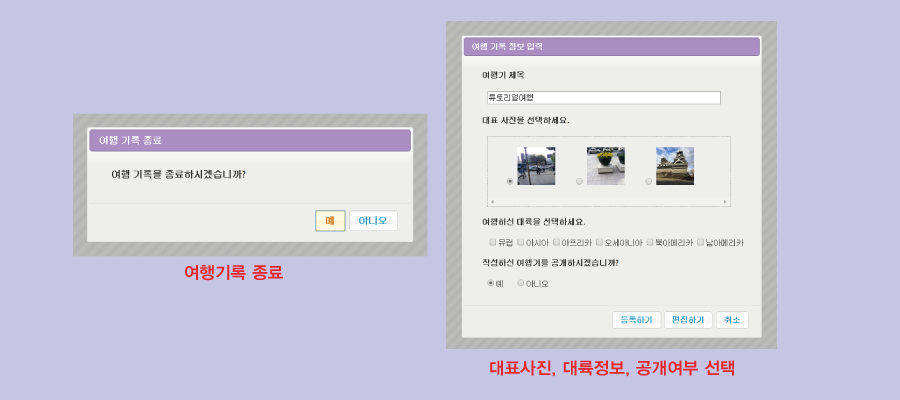 여행 기록 종료
여행 기록을 종료하시겠습니까?
예 아니오
여행기록 종료
여행 기록 정보 입력
여행기 제목
튜토리얼여행
대표 사진을 선택하세요.
여행하신 대륙을 선택하세요.
유럽 아시아 아프리카 오세아니아 북아메리카 남아메리카
작성하신 여행기를 공개하시겠습니까?
예 아니오
등록하기 편집하기 취소
대표사진, 대륙정보, 공개여부 선택